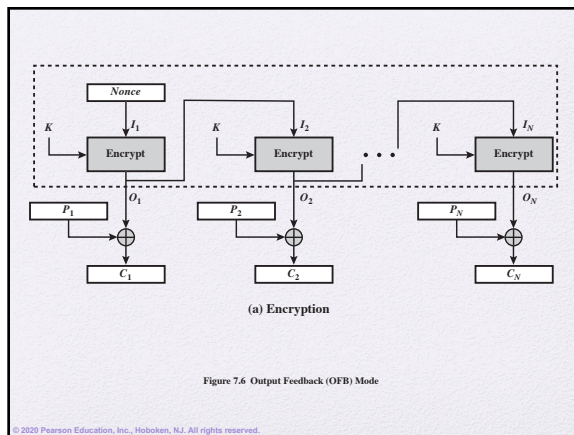 Nonce
I1 I2 IN
K K K
Encrypt Encrypt • • • Encrypt
O1 O2 ON
P1 P2 PN
C1 C2 CN
(a) Encryption
Figure 7.6 Output Feedback (OFB) Mode
© 2020 Pearson Education, Inc., Hoboken, NJ. All rights reserved.